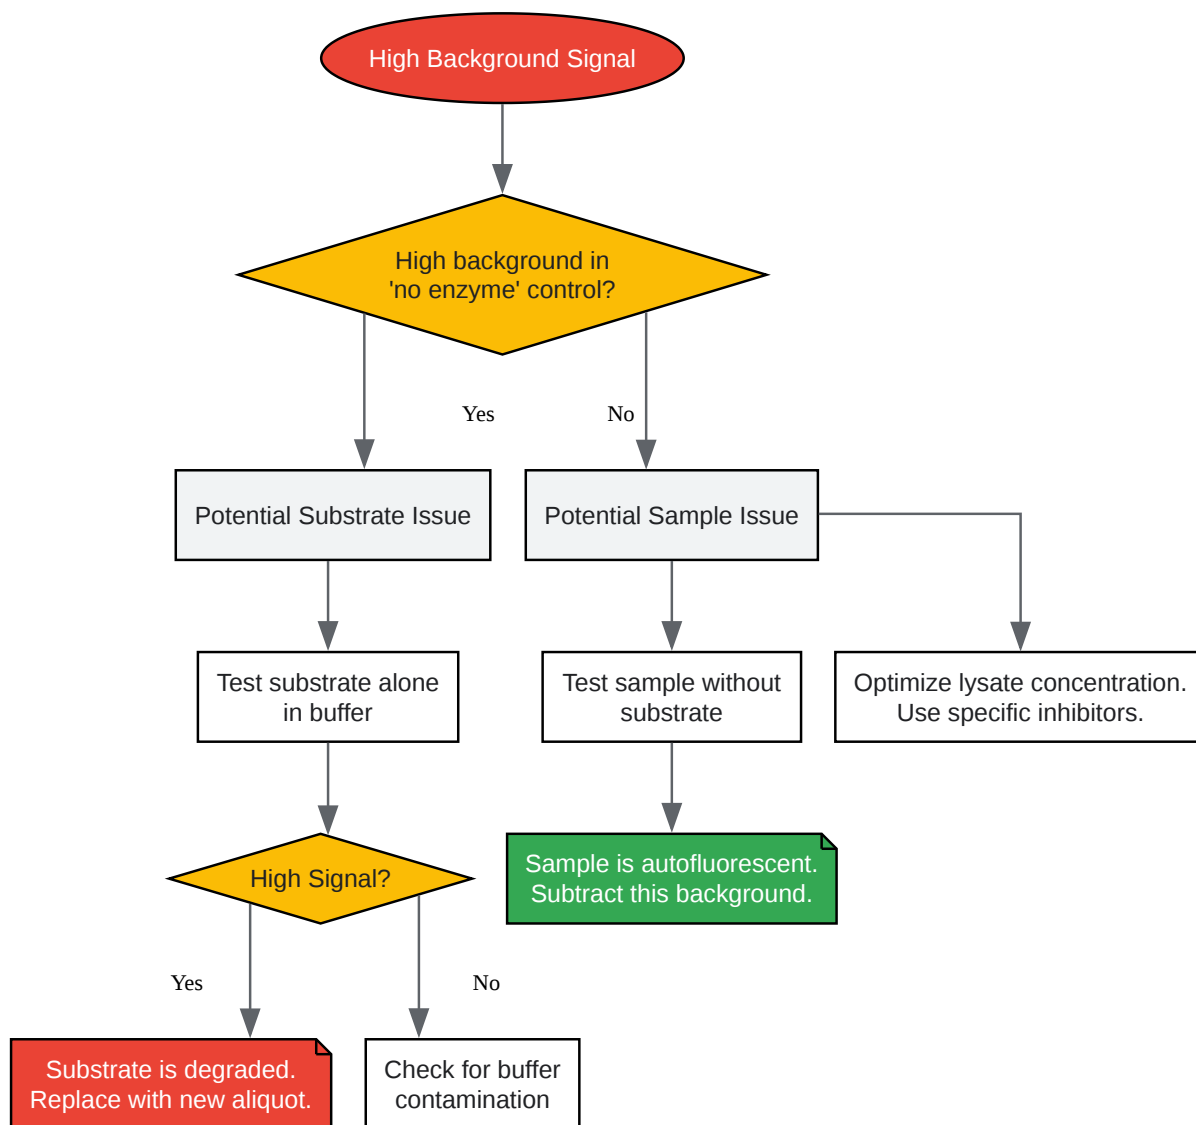 High Background Signal
High background in
'no enzyme' control?
Yes
No
Potential Substrate Issue
Potential Sample Issue
Test substrate alone
in buffer
Test sample without
substrate
Optimize lysate concentration.
Use specific inhibitors.
High Signal?
Sample is autofluorescent.
Subtract this background.
Yes
No
Substrate is degraded.
Replace with new aliquot.
Check for buffer
contamination